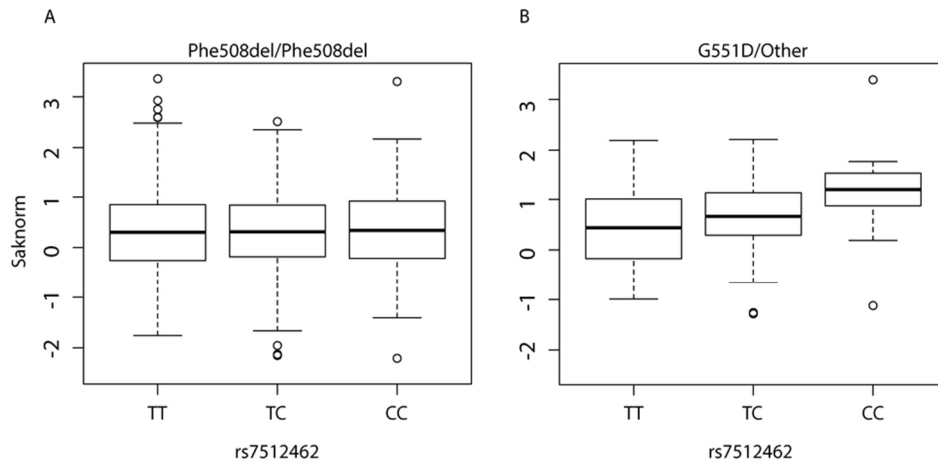 A
Phe508del/Phe508del
Saknorm
3
2
1
0
-1
-2
TT TC CC
rs7512462
B
G551D/Other
3
2
1
0
-1
-2
TT TC CC
rs7512462